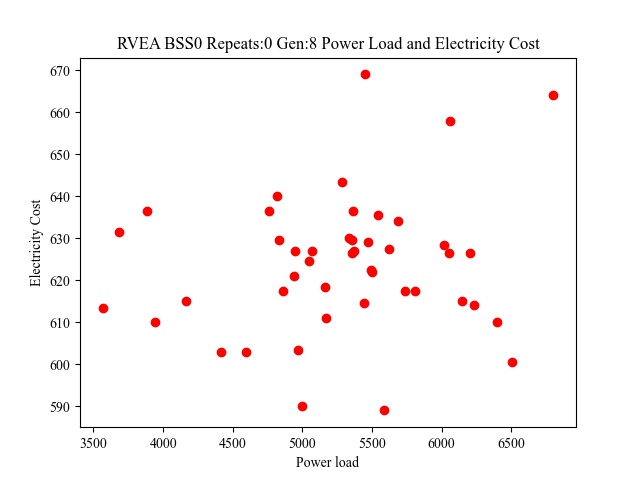 RVEA BSS0 Repeats:0 Gen:8 Power Load and Electricity Cost
670
660
650
640
630
620
610
600
590
Electricity Cost
3500 4000 4500 5000 5500 6000 6500
Power load